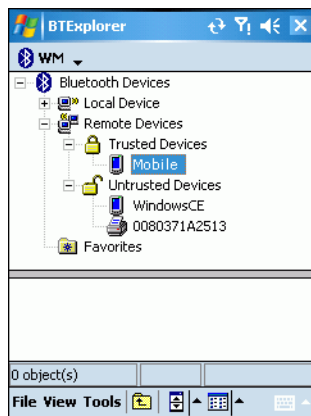 BTExplorer
WM
Bluetooth Devices
Local Device
Remote Devices
Trusted Devices
Mobile
Untrusted Devices
WindowsCE
0080371A2513
Favorites
0 object(s)
File View Tools